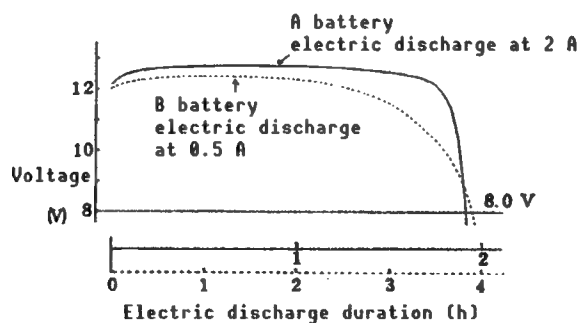 A battery
electric discharge at 2 A
12
B battery
electric discharge
at 0.5 A
10
Voltage
(V)
8
8.0 V
1
2
0
1
2
3
4
Electric discharge duration (h)